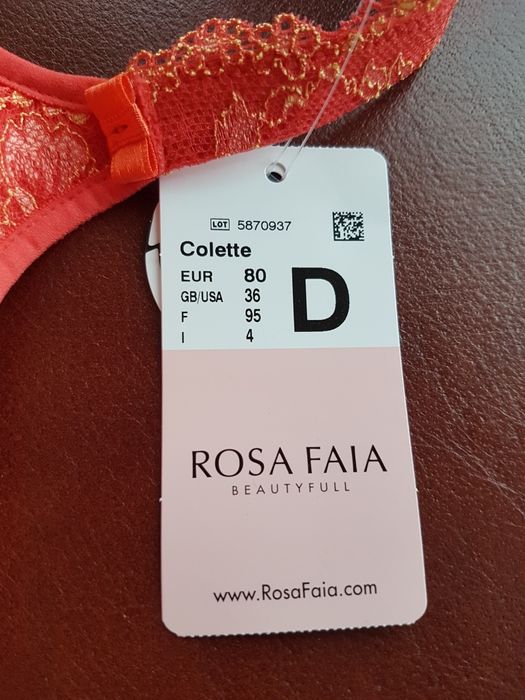 LOT 5870937
Colette
EUR 80
GB/USA 36
F 95
I 4
D
ROSA FAIA
BEAUTYFULL
www.RosaFaia.com